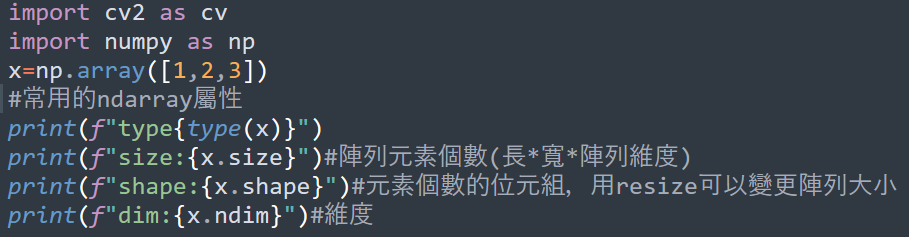 import cv2 as cv
import numpy as np
x=np.array([1,2,3])
#常用的ndarray屬性
print(f"type{type(x)}")
print(f"size:{x.size}")#陣列元素個數(長*寬*陣列維度)
print(f"shape:{x.shape}")#元素個數的位元組，用resize可以變更陣列大小
print(f"dim:{x.ndim}")#維度